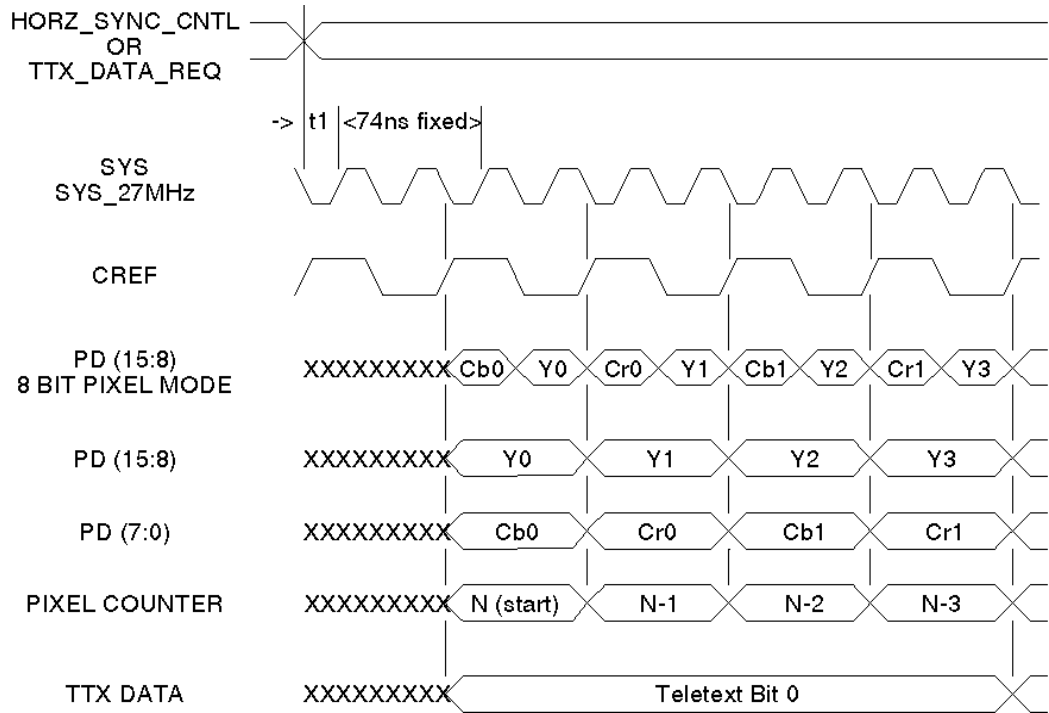 HORZ_SYNC_CNTL
OR
TTX_DATA_REQ
-> t1 <74ns fixed>
SYS
SYS_27MHz
CREF
PD (15:8)
8 BIT PIXEL MODE
XXXXXXXXX Cb0 Y0 Cr0 Y1 Cb1 Y2 Cr1 Y3
PD (15:8) XXXXXXXXX Y0 Y1 Y2 Y3
PD (7:0) XXXXXXXXX Cb0 Cr0 Cb1 Cr1
PIXEL COUNTER XXXXXXXXX N (start) N-1 N-2 N-3
TTX DATA XXXXXXXXX Teletext Bit 0